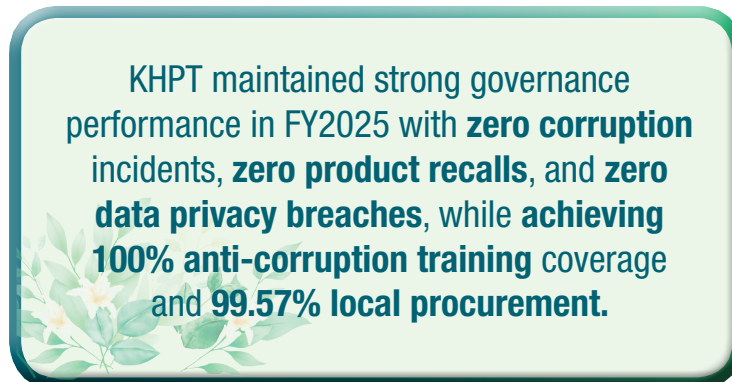 KHPT maintained strong governance
performance in FY2025 with zero corruption
incidents, zero product recalls, and zero
data privacy breaches, while achieving
100% anti-corruption training coverage
and 99.57% local procurement.